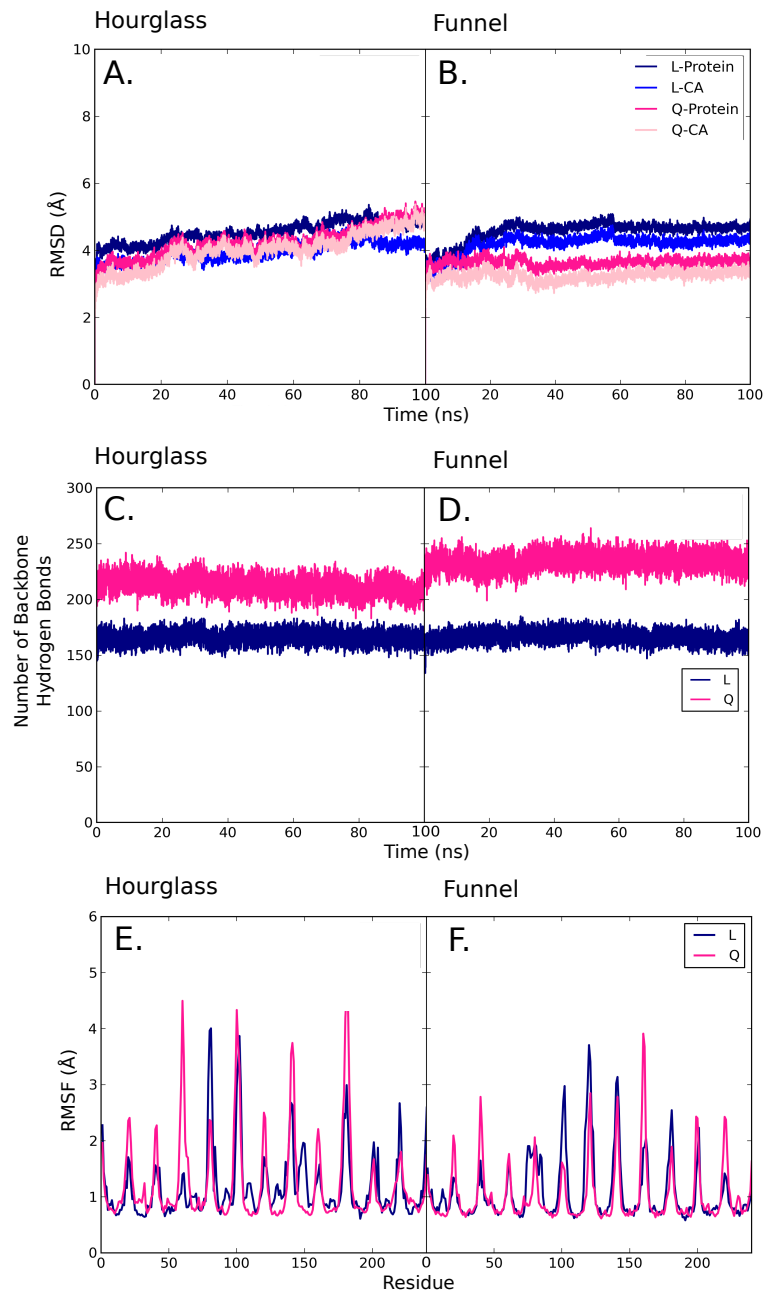 Hourglass Funnel
10
A. B.
L-Protein
L-CA
Q-Protein
Q-CA
8
6
RMSD (Å)
4
2
0
0 20 40 60 80 100 20 40 60 80 100
Time (ns)
Hourglass Funnel
300
C. D.
250
200
Number of Backbone
Hydrogen Bonds
150
L
Q
100
50
0
0 20 40 60 80 100 20 40 60 80 100
Time (ns)
Hourglass Funnel
6
E. F.
L
Q
5
4
RMSF (Å)
3
2
1
0
0 50 100 150 200 0 50 100 150 200
Residue